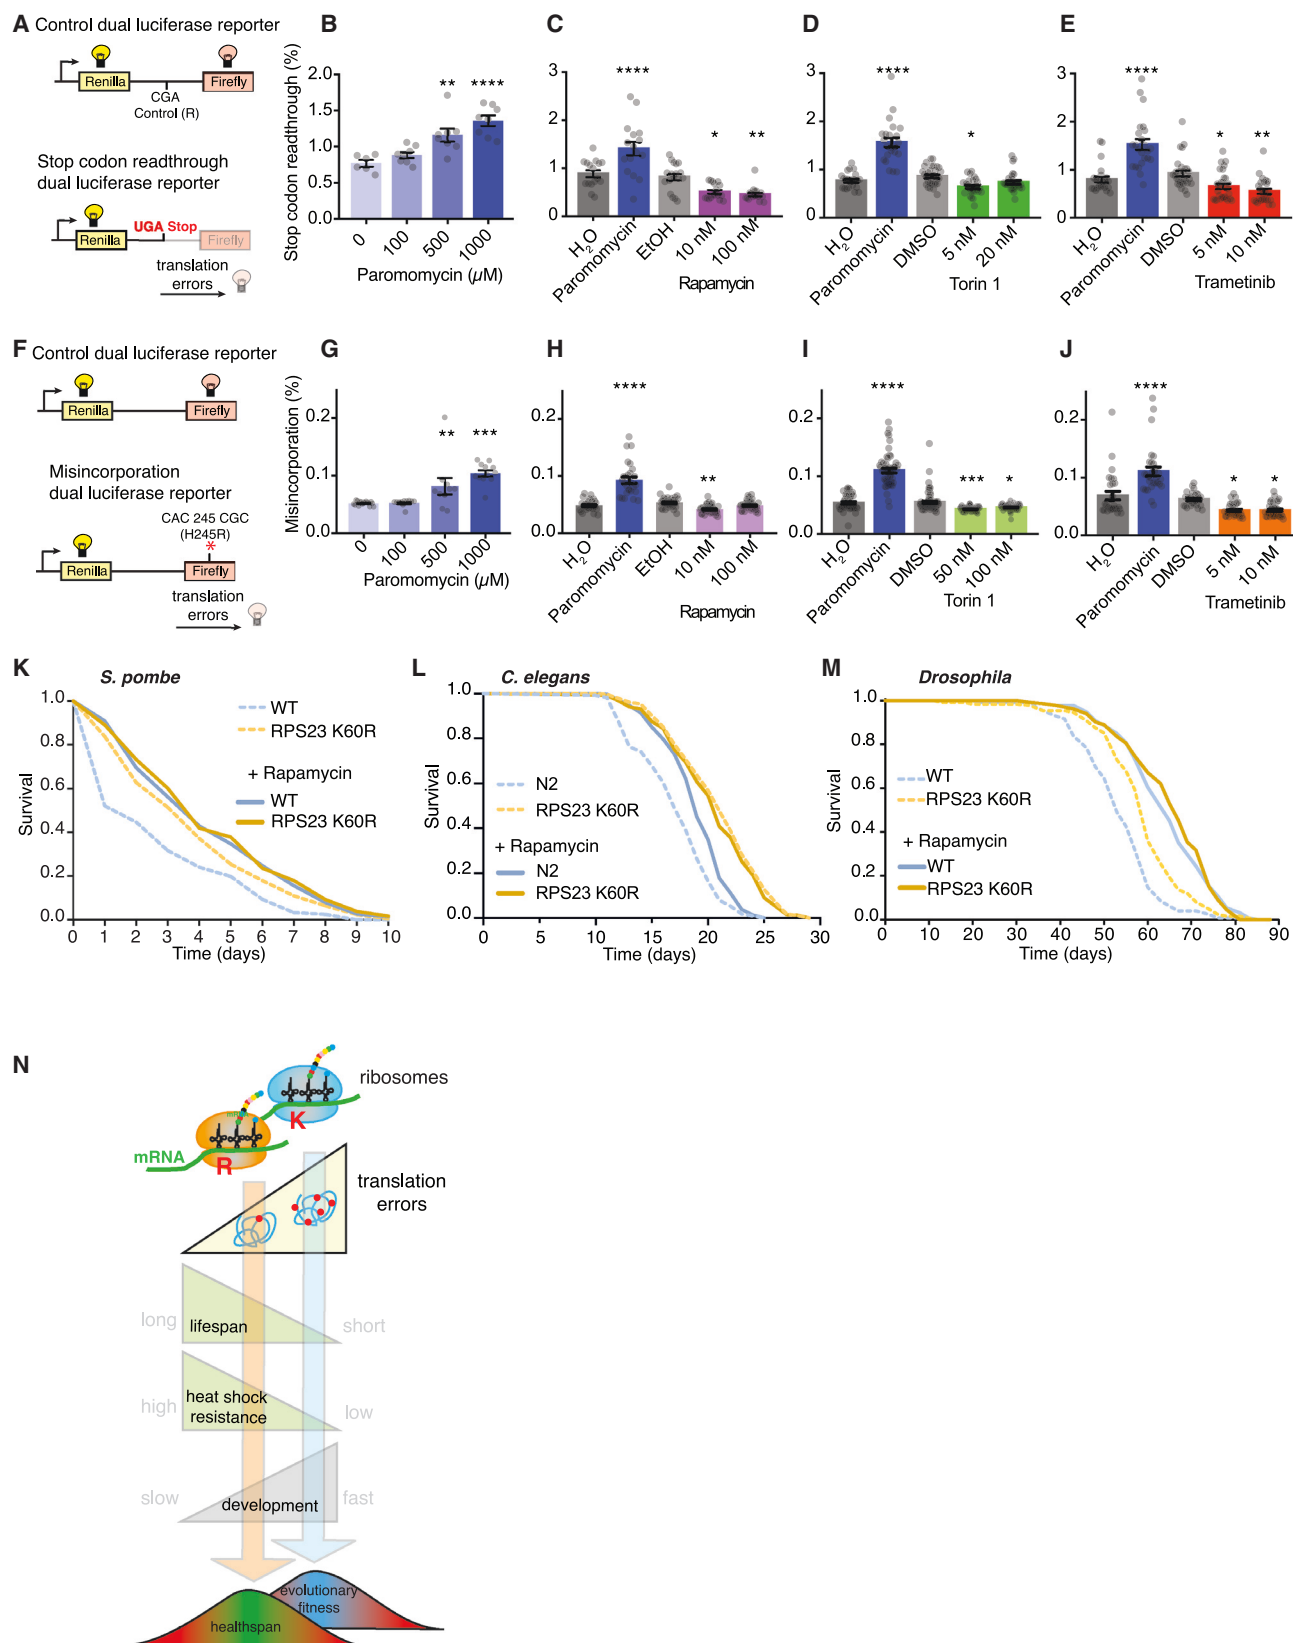 A Control dual luciferase reporter
Renilla
Firefly
CGA
Control (R)
Stop codon readthrough
dual luciferase reporter
Renilla
UGA Stop
Firefly
translation
errors
B
Stop codon readthrough (%)
2.0
1.5
1.0
0.5
0.0
**
****
0
100
500
1000
Paromomycin (µM)
C
3
2
1
0
****
*
**
H2O
Paromomycin
EtOH
10 nM
100 nM
Rapamycin
D
3
2
1
0
****
*
H2O
Paromomycin
DMSO
5 nM
20 nM
Torin 1
E
3
2
1
0
****
*
**
H2O
Paromomycin
DMSO
5 nM
10 nM
Trametinib
F Control dual luciferase reporter
Renilla
Firefly
Misincorporation
dual luciferase reporter
CAC 245 CGC
(H245R)
*
Renilla
Firefly
translation
errors
G
Misincorporation (%)
0.2
0.1
0.0
**
***
0
100
500
1000
Paromomycin (µM)
H
0.2
0.1
0.0
****
**
H2O
Paromomycin
EtOH
10 nM
100 nM
Rapamycin
I
0.2
0.1
0.0
****
***
*
H2O
Paromomycin
DMSO
50 nM
100 nM
Torin 1
J
0.2
0.1
0.0
****
*
*
H2O
Paromomycin
DMSO
5 nM
10 nM
Trametinib
K
S. pombe
Survival
1.0
0.8
0.6
0.4
0.2
0.0
WT
RPS23 K60R
+ Rapamycin
WT
RPS23 K60R
0 1 2 3 4 5 6 7 8 9 10
Time (days)
L
C. elegans
Survival
1.0
0.8
0.6
0.4
0.2
0.0
N2
RPS23 K60R
+ Rapamycin
N2
RPS23 K60R
0 5 10 15 20 25 30
Time (days)
M
Drosophila
Survival
1.0
0.8
0.6
0.4
0.2
0.0
WT
RPS23 K60R
+ Rapamycin
WT
RPS23 K60R
0 10 20 30 40 50 60 70 80 90
Time (days)
N
ribosomes
K
mRNA
R
translation
errors
long
lifespan
short
high
heat shock
resistance
low
slow
development
fast
evolutionary
fitness
healthspan